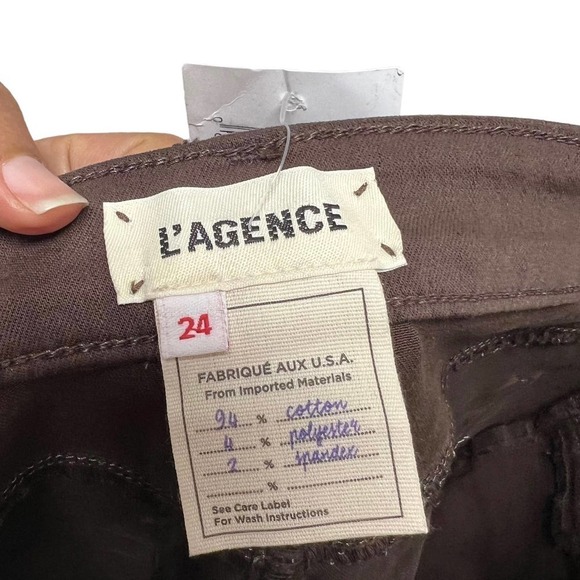 L'AGENCE
24
FABRIQUÉ AUX U.S.A.
From Imported Materials
94 % cotton
4 % polyester
2 % spandex
%
See Care Label
For Wash Instructions